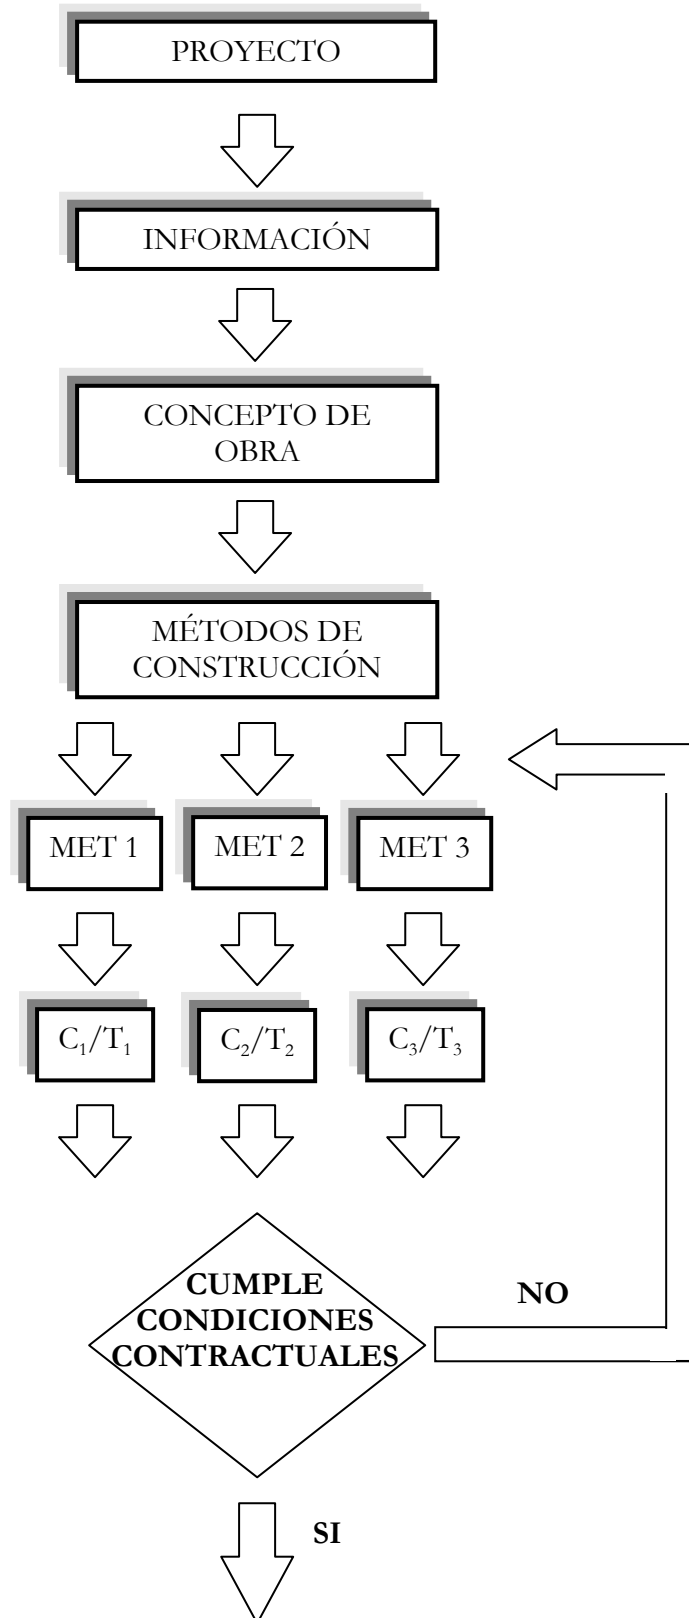 PROYECTO
INFORMACIÓN
CONCEPTO DE
OBRA
MÉTODOS DE
CONSTRUCCIÓN
MET 1
MET 2
MET 3
C₁/T₁
C₂/T₂
C₃/T₃
CUMPLE
CONDICIONES
CONTRACTUALES
NO
SI